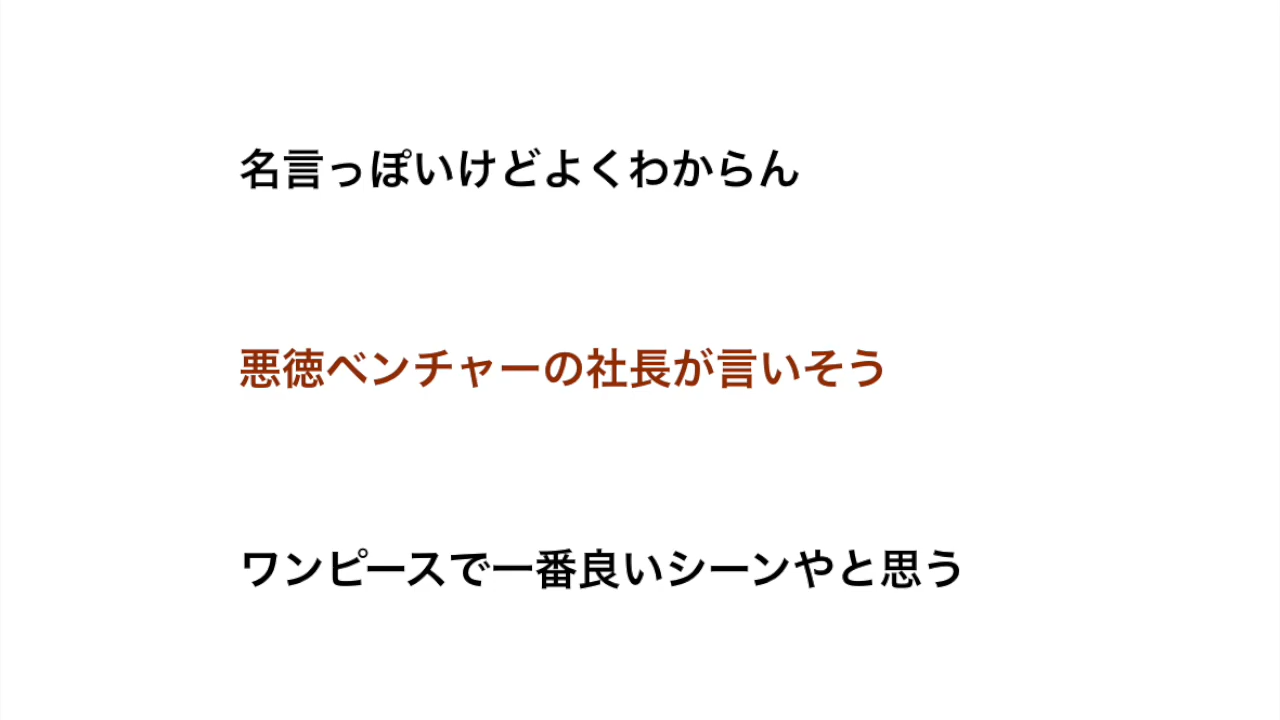 名言っぽいけどよくわからん
悪徳ベンチャーの社長が言いそう
ワンピースで一番良いシーンやと思う